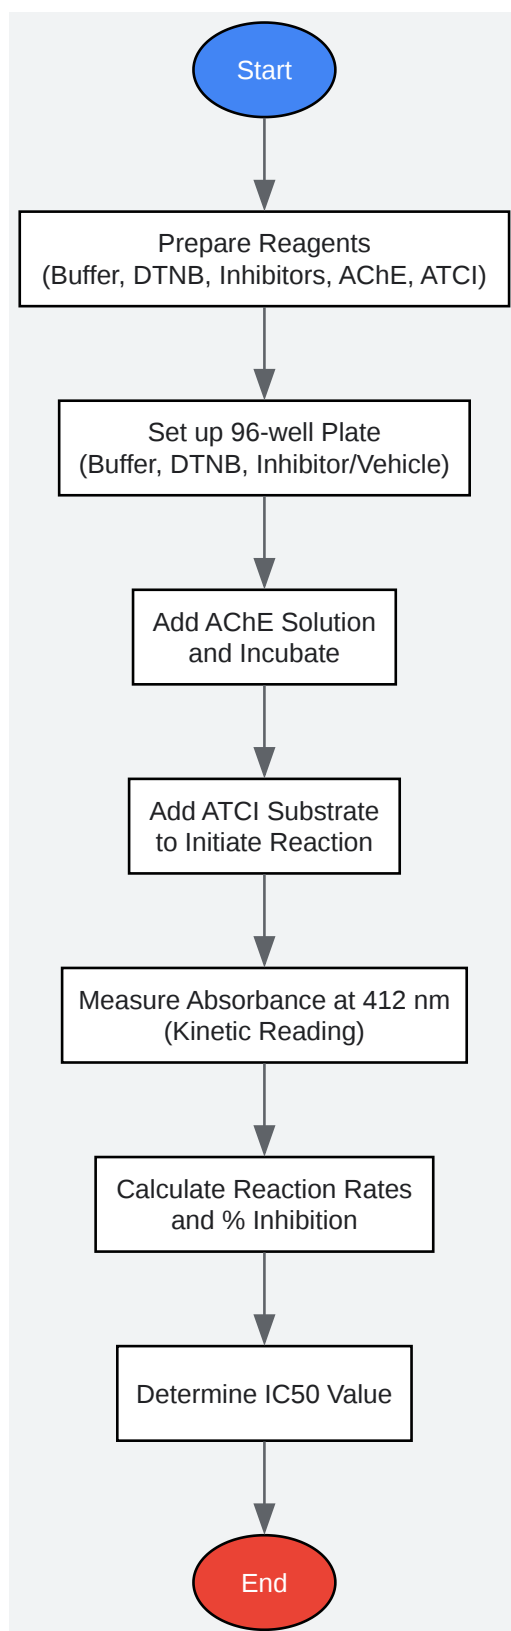 Start
Prepare Reagents
(Buffer, DTNB, Inhibitors, AChE, ATCI)
Set up 96-well Plate
(Buffer, DTNB, Inhibitor/Vehicle)
Add AChE Solution
and Incubate
Add ATCI Substrate
to Initiate Reaction
Measure Absorbance at 412 nm
(Kinetic Reading)
Calculate Reaction Rates
and % Inhibition
Determine IC50 Value
End